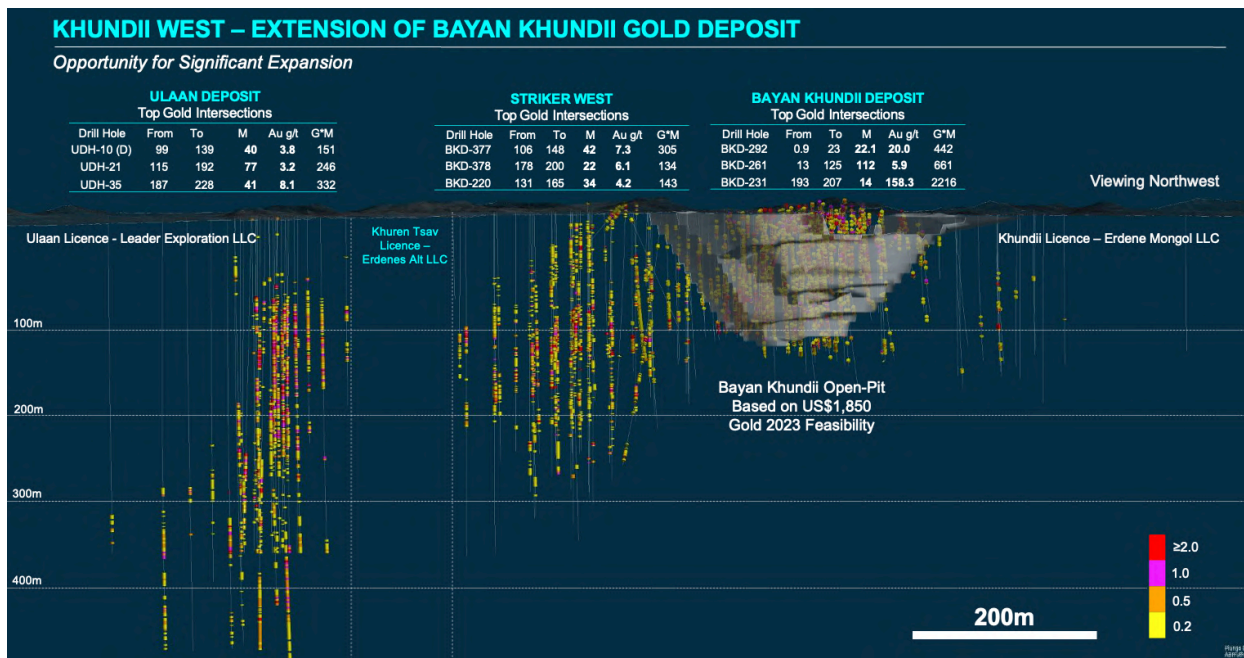 KHUNDII WEST – EXTENSION OF BAYAN KHUNDII GOLD DEPOSIT
Opportunity for Significant Expansion
ULAAN DEPOSIT
Top Gold Intersections
Drill Hole From To M Au g/t G*M
UDH-10 (D) 99 139 40 3.8 151
UDH-21 115 192 77 3.2 246
UDH-35 187 228 41 8.1 332
STRIKER WEST
Top Gold Intersections
Drill Hole From To M Au g/t G*M
BKD-377 106 148 42 7.3 305
BKD-378 178 200 22 6.1 134
BKD-220 131 165 34 4.2 143
BAYAN KHUNDII DEPOSIT
Top Gold Intersections
Drill Hole From To M Au g/t G*M
BKD-292 0.9 23 22.1 20.0 442
BKD-261 13 125 112 5.9 661
BKD-231 193 207 14 158.3 2216
Viewing Northwest
Ulaan Licence - Leader Exploration LLC
Khuren Tsav
Licence –
Erdenes Alt LLC
Khundii Licence – Erdene Mongol LLC
100m
200m
300m
400m
Bayan Khundii Open-Pit
Based on US$1,850
Gold 2023 Feasibility
≥2.0
1.0
0.5
0.2
200m